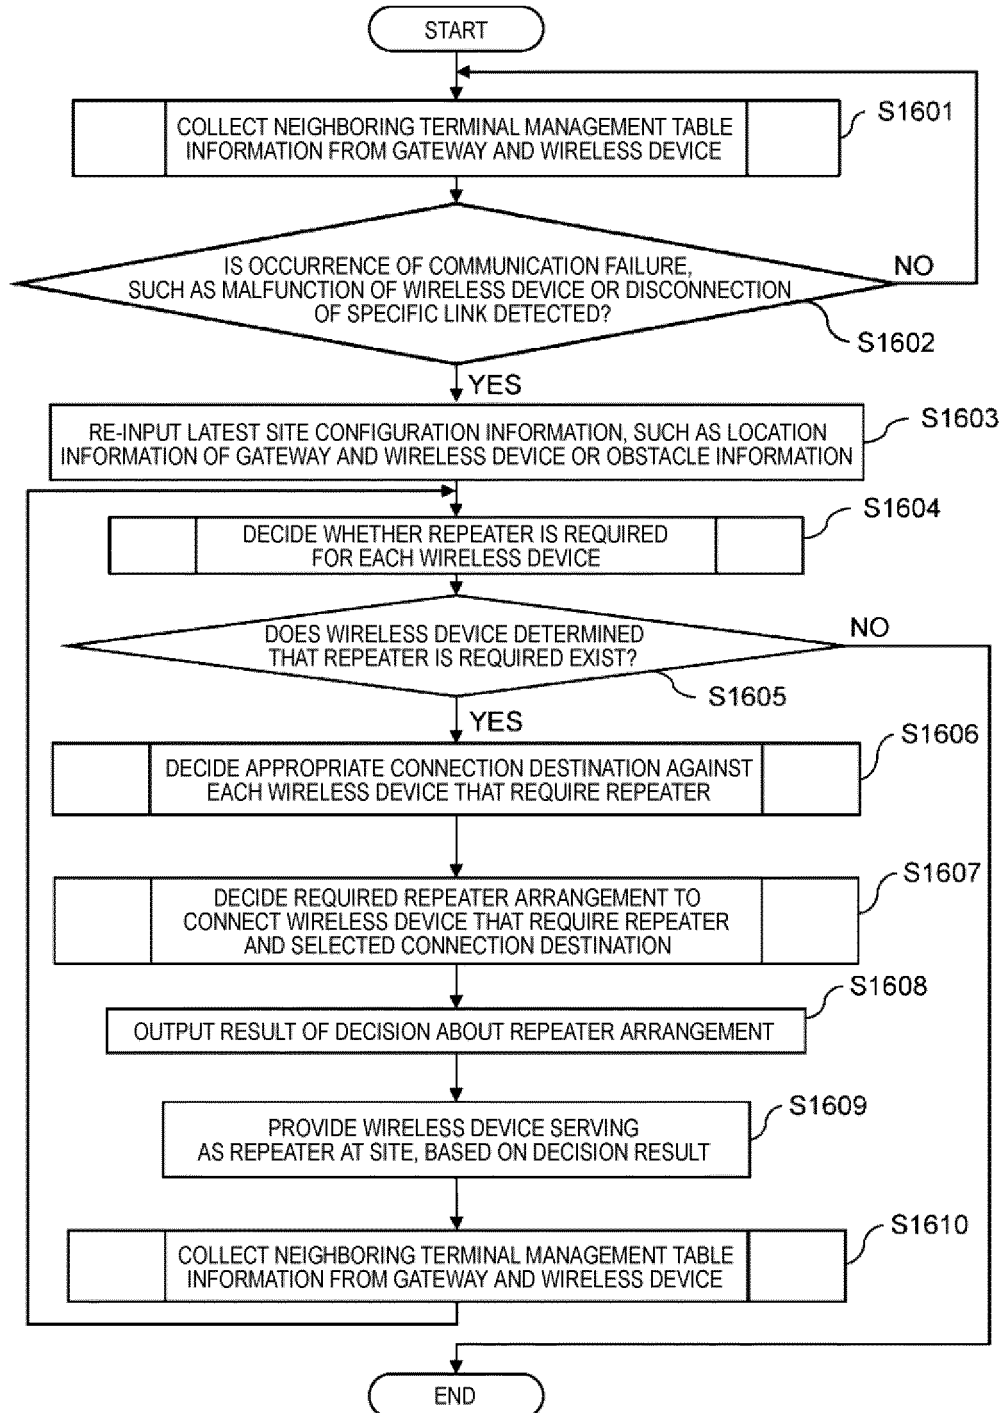 START
COLLECT NEIGHBORING TERMINAL MANAGEMENT TABLE
INFORMATION FROM GATEWAY AND WIRELESS DEVICE
S1601
IS OCCURRENCE OF COMMUNICATION FAILURE,
SUCH AS MALFUNCTION OF WIRELESS DEVICE OR DISCONNECTION
OF SPECIFIC LINK DETECTED?
NO
S1602
YES
RE-INPUT LATEST SITE CONFIGURATION INFORMATION, SUCH AS LOCATION
INFORMATION OF GATEWAY AND WIRELESS DEVICE OR OBSTACLE INFORMATION
S1603
DECIDE WHETHER REPEATER IS REQUIRED
FOR EACH WIRELESS DEVICE
S1604
DOES WIRELESS DEVICE DETERMINED
THAT REPEATER IS REQUIRED EXIST?
NO
S1605
YES
DECIDE APPROPRIATE CONNECTION DESTINATION AGAINST
EACH WIRELESS DEVICE THAT REQUIRE REPEATER
S1606
DECIDE REQUIRED REPEATER ARRANGEMENT TO
CONNECT WIRELESS DEVICE THAT REQUIRE REPEATER
AND SELECTED CONNECTION DESTINATION
S1607
OUTPUT RESULT OF DECISION ABOUT REPEATER ARRANGEMENT
S1608
PROVIDE WIRELESS DEVICE SERVING
AS REPEATER AT SITE, BASED ON DECISION RESULT
S1609
COLLECT NEIGHBORING TERMINAL MANAGEMENT TABLE
INFORMATION FROM GATEWAY AND WIRELESS DEVICE
S1610
END